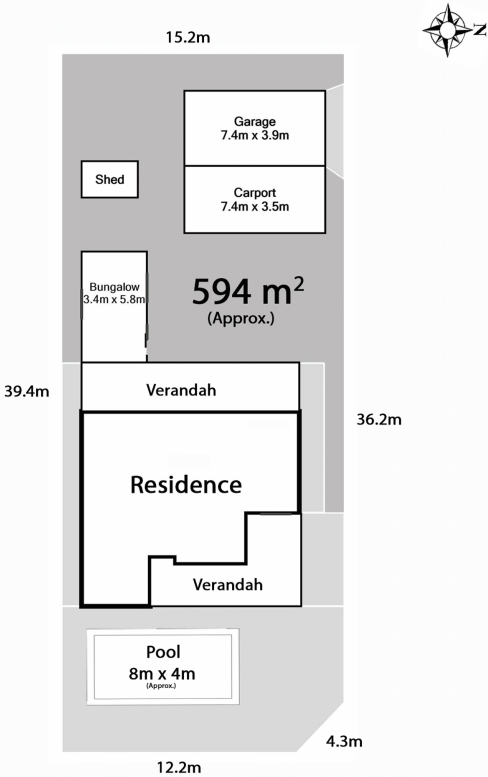 15.2m
N
Garage
7.4m x 3.9m
Shed
Carport
7.4m x 3.5m
Bungalow
3.4m x 5.8m
594 m²
(Approx.)
39.4m
Verandah
36.2m
Residence
Verandah
Pool
8m x 4m
(Approx.)
4.3m
12.2m